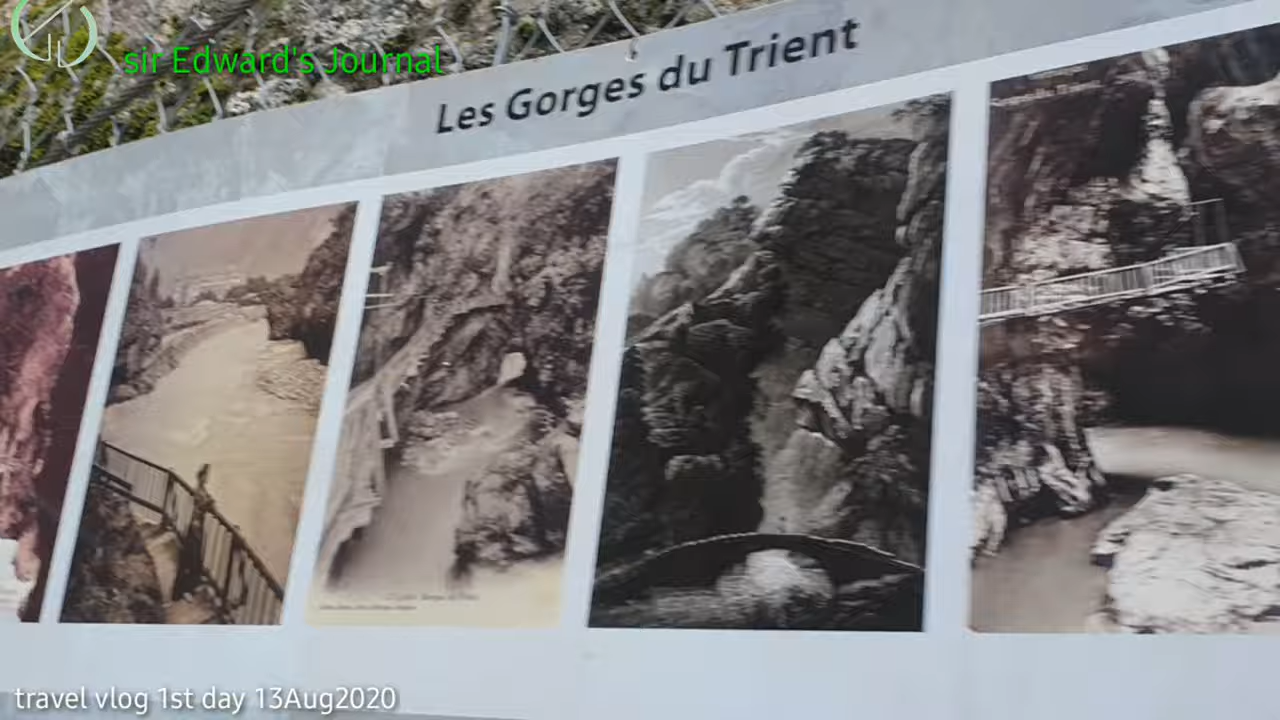 sir Edward's Journal
Les Gorges du Trient
travel vlog 1st day 13Aug2020